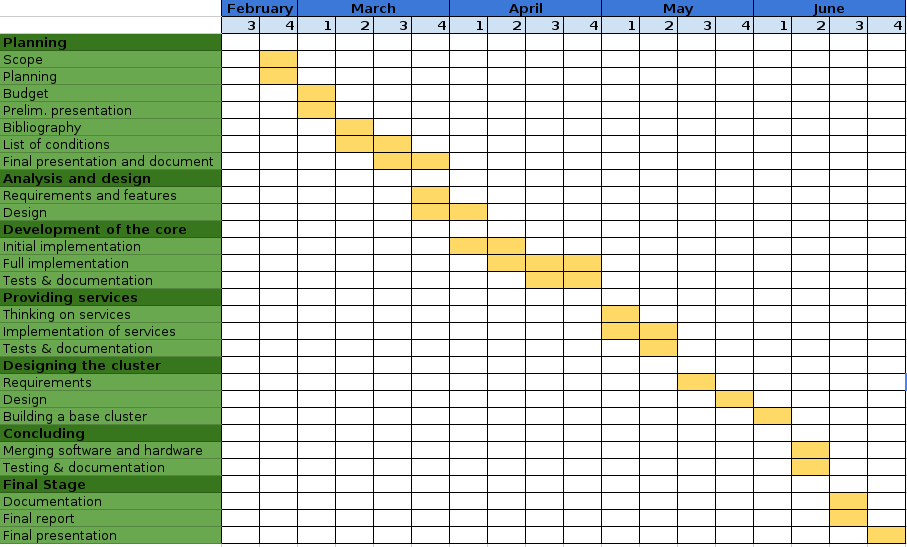 February March April May June
3 4 1 2 3 4 1 2 3 4 1 2 3 4 1 2 3 4
Planning
Scope
Planning
Budget
Prelim. presentation
Bibliography
List of conditions
Final presentation and document
Analysis and design
Requirements and features
Design
Development of the core
Initial implementation
Full implementation
Tests & documentation
Providing services
Thinking on services
Implementation of services
Tests & documentation
Designing the cluster
Requirements
Design
Building a base cluster
Concluding
Merging software and hardware
Testing & documentation
Final Stage
Documentation
Final report
Final presentation